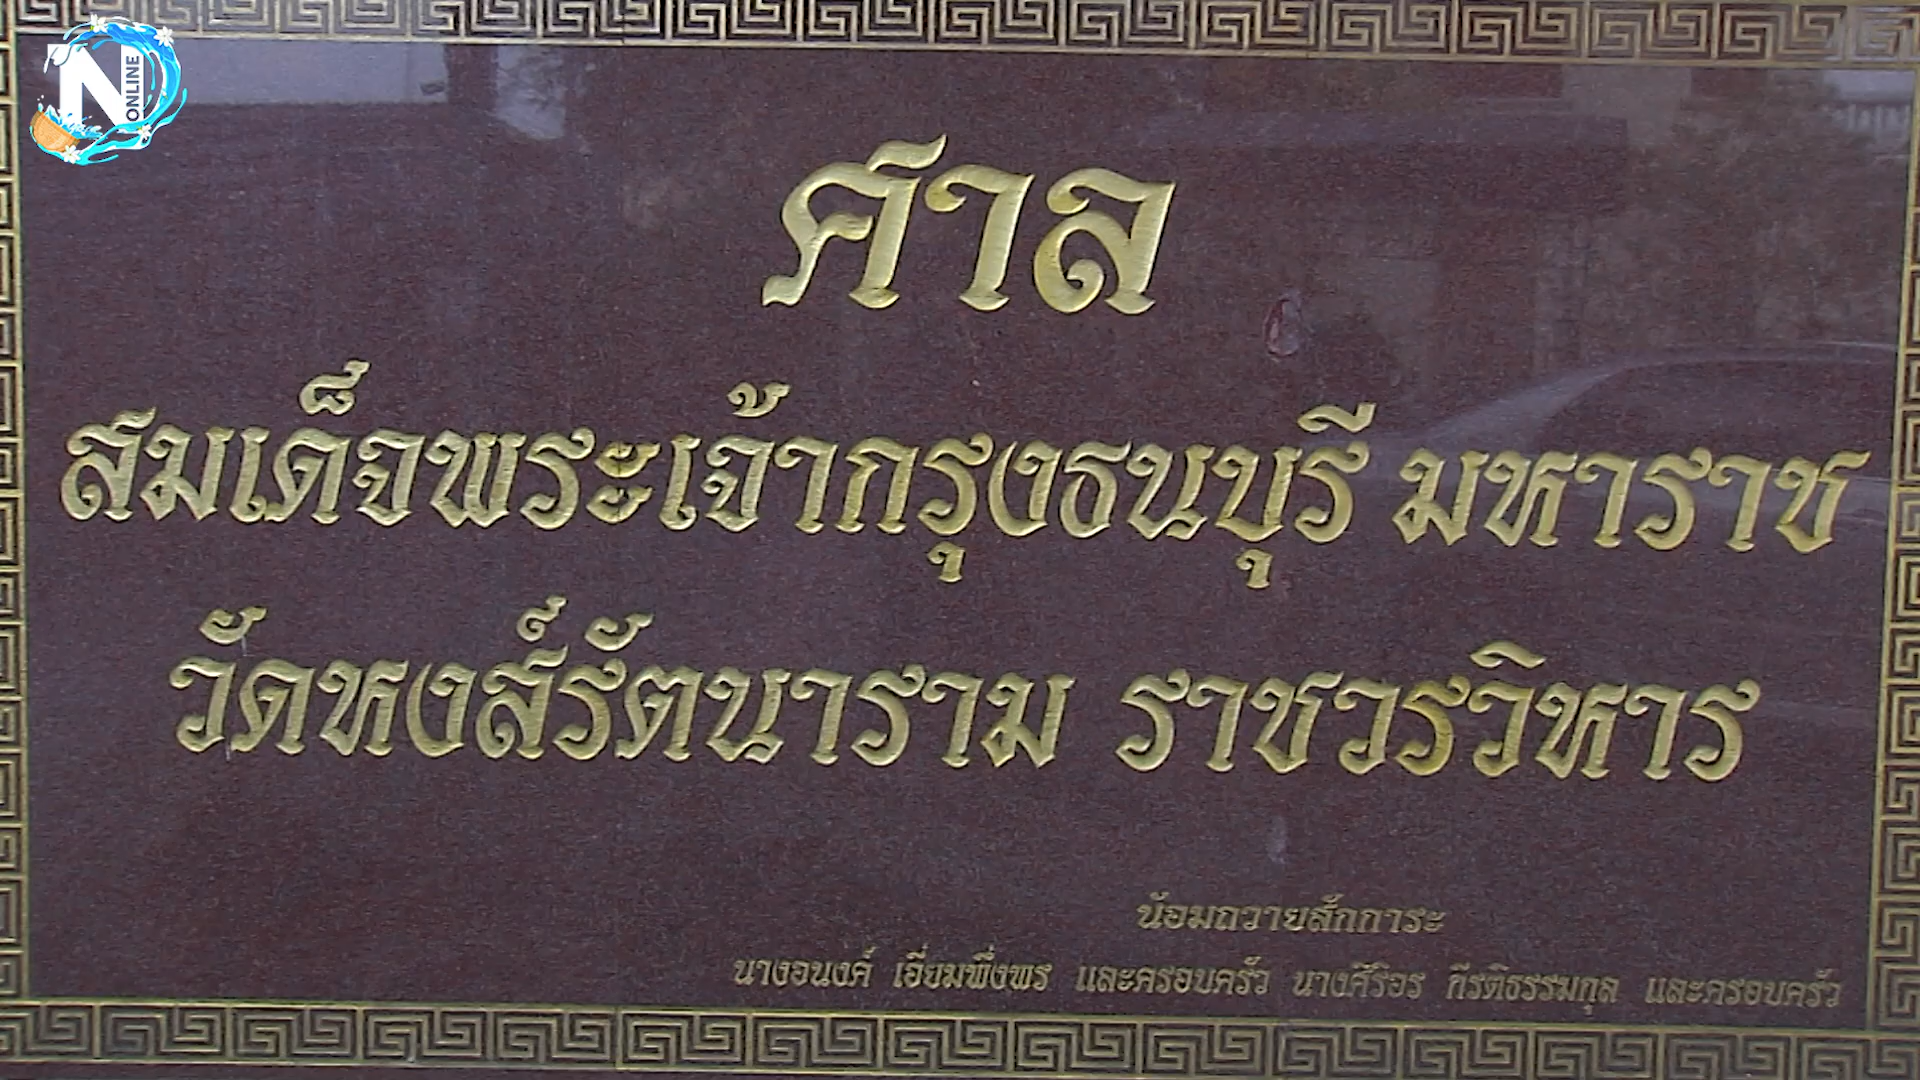 N ONLINE
ศาล
สมเด็จพระเจ้ากรุงธนบุรี มหาราช
วัดหงส์รัตนาราม ราชวรวิหาร
น้อมถวายสักการะ
นางอนงค์ เอี่ยมพึ่งพร และครอบครัว นางศิริอร กีรติธรรมกุล และครอบครัว